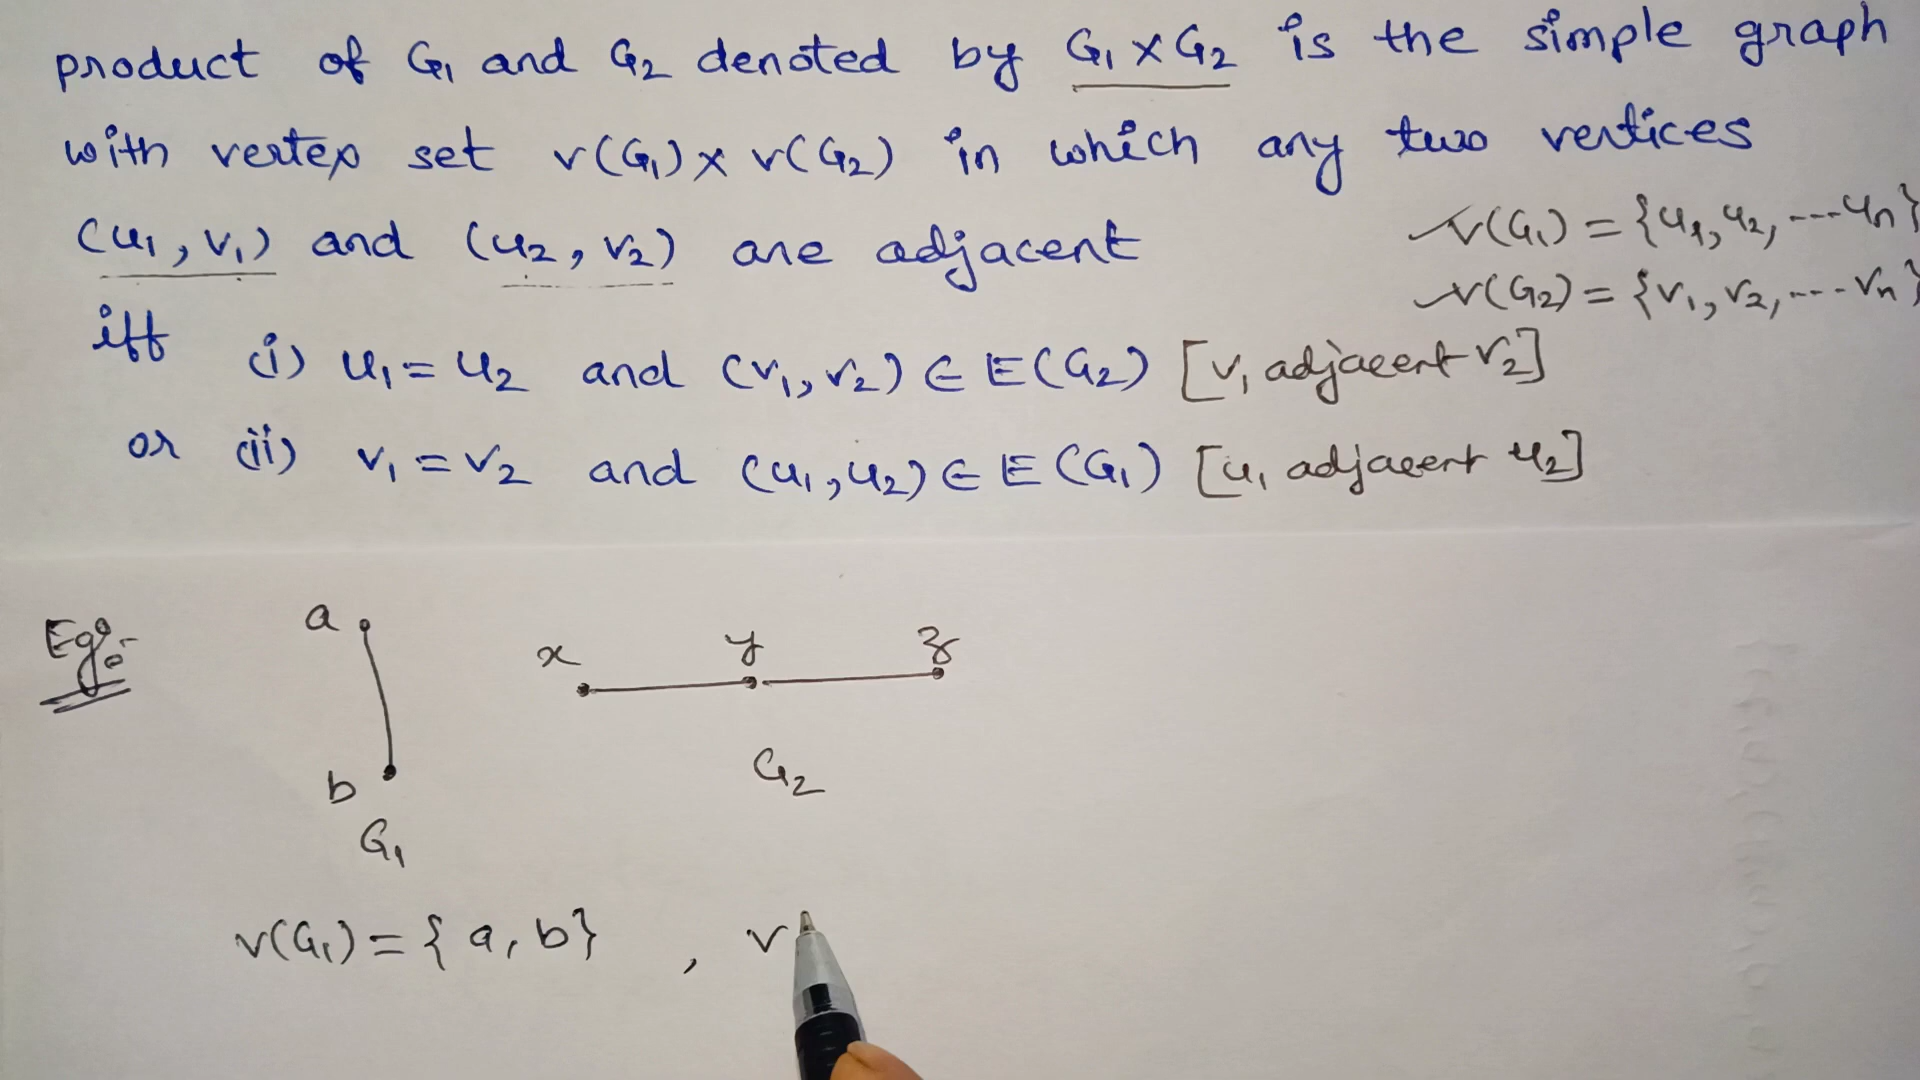 product of G₁ and G₂ denoted by G₁ × G₂ is the simple graph
with vertex set v(G₁) × v(G₂) in which any two vertices
(u₁, v₁) and (u₂, v₂) are adjacent
v(G₁) = {u₁, u₂, ---- uₙ}
v(G₂) = {v₁, v₂, ---- vₙ}
iff (i) u₁ = u₂ and (v₁, v₂) ∈ E(G₂) [v₁ adjacent v₂]
or (ii) v₁ = v₂ and (u₁, u₂) ∈ E(G₁) [u₁ adjacent u₂]
Eg:-
a
x y z
b
G₂
G₁
v(G₁) = { a, b} , v